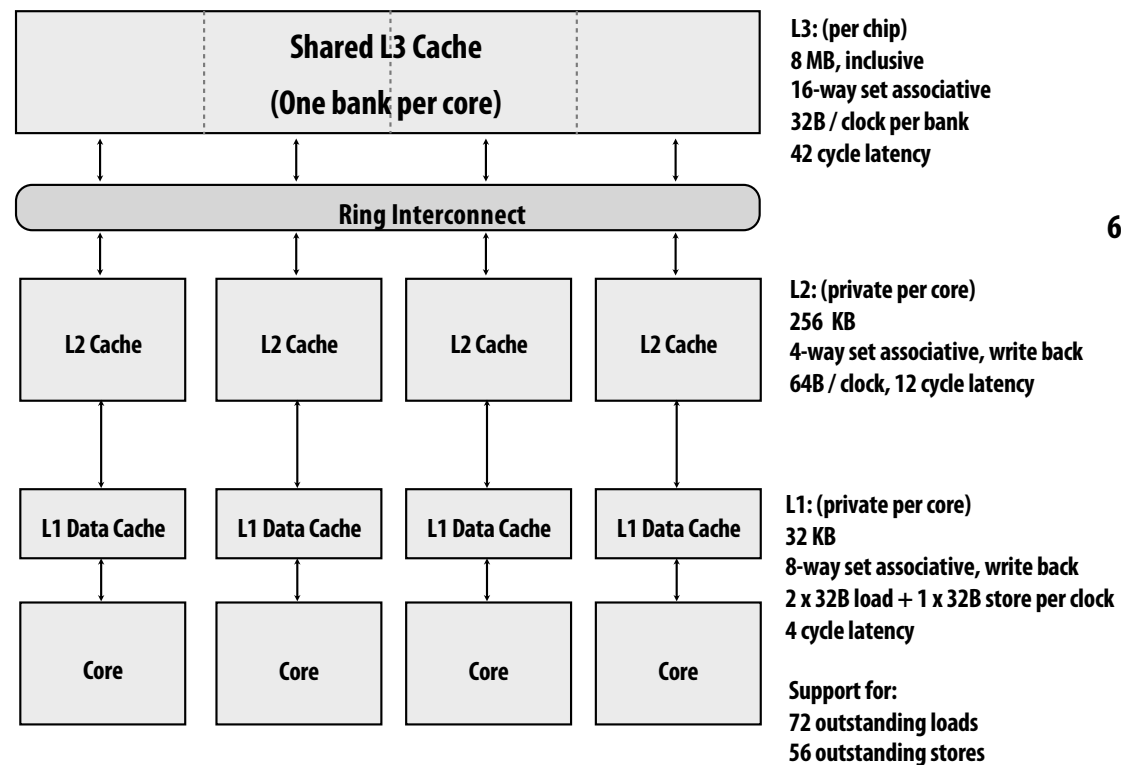 Shared L3 Cache
(One bank per core)
L3: (per chip)
8 MB, inclusive
16-way set associative
32B / clock per bank
42 cycle latency
Ring Interconnect
6
L2 Cache
L2 Cache
L2 Cache
L2 Cache
L2: (private per core)
256 KB
4-way set associative, write back
64B / clock, 12 cycle latency
L1 Data Cache
L1 Data Cache
L1 Data Cache
L1 Data Cache
L1: (private per core)
32 KB
8-way set associative, write back
2 x 32B load + 1 x 32B store per clock
4 cycle latency
Core
Core
Core
Core
Support for:
72 outstanding loads
56 outstanding stores